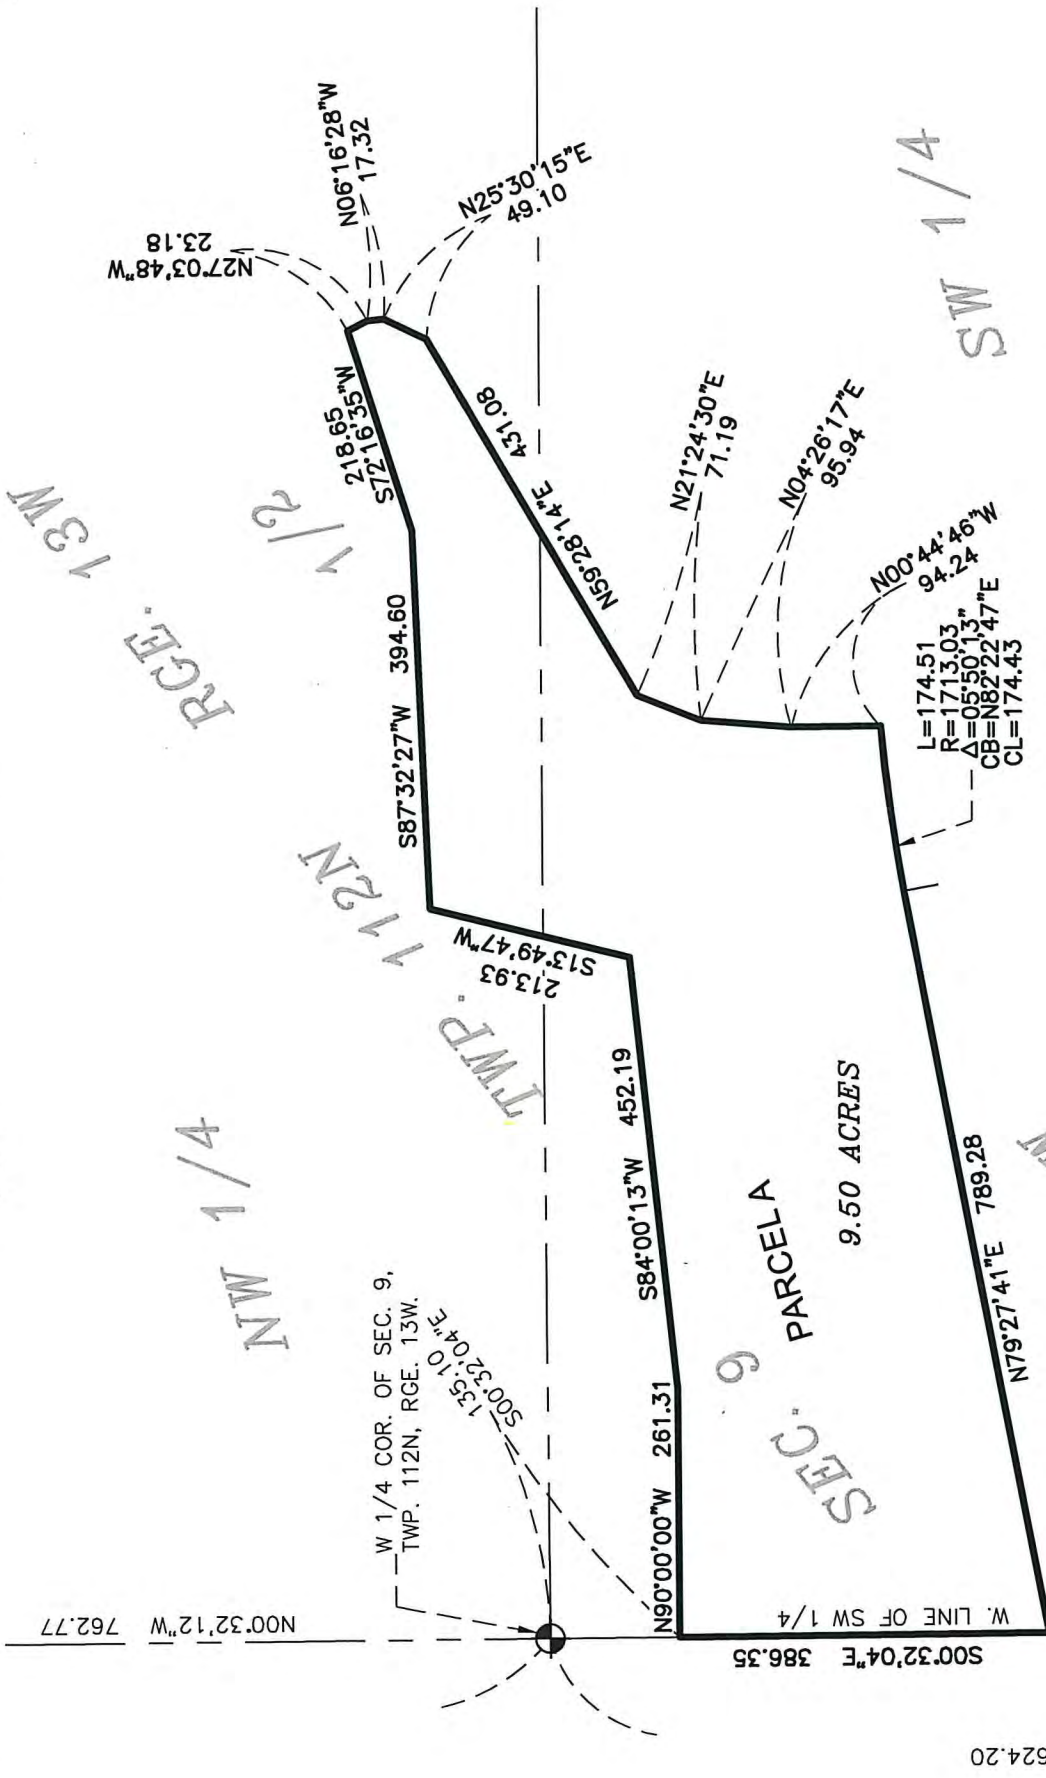 N06°16'28"W
17.32
N27°03'48"W
23.18
N25°30'15"E
49.10
218.65
S72°16'35"W
RGE. 13W
1/2
SW 1/4
N59°28'14"E 431.08
N21°24'30"E
71.19
N04°26'17"E
95.94
N00°44'46"W
94.24
L=174.51
R=1713.03
Δ=05°50'13"
CB=N82°22'47"E
CL=174.43
S87°32'27"W 394.60
TWP. 112N
S13°49'47"W
213.93
NW 1/4
S84°00'13"W 452.19
SEC. 9
PARCELA
9.50 ACRES
N79°27'41"E 789.28
W 1/4 COR. OF SEC. 9,
TWP. 112N, RGE. 13W.
135.10
S00°32'04"E
N90°00'00"W 261.31
N00°32'12"W 762.77
W. LINE OF SW 1/4
S00°32'04"E 386.35
624.20